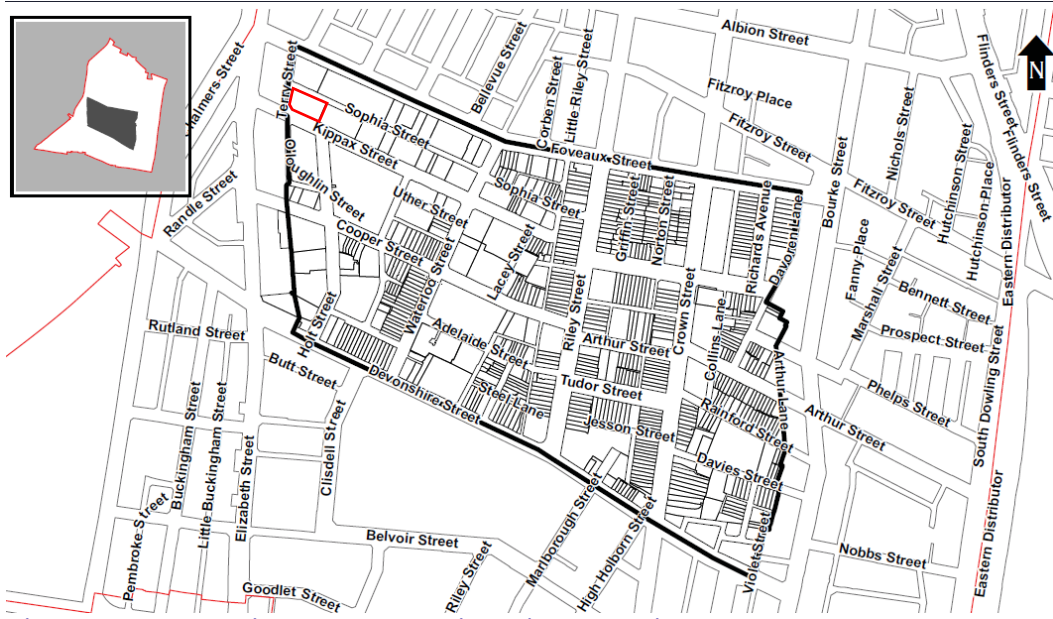 Albion Street
Flinders Street
Flinders Street
N
Chalmers Street
Terry Street
Bellevue Street
Corben Street
Little Riley Street
Fitzroy Place
Fitzroy Street
Nichols Street
Sophia Street
Kippax Street
Foveaux Street
Bourke Street
Hutchinson Street
Hutchinson Place
Randle Street
Uther Street
Sophia Street
Griffin Street
Norton Street
Richards Avenue
Davoren Lane
Fitzroy Street
Eastern Distributor
Cooper Street
Waterloo Street
Lacey Street
Fanny Place
Marshall Street
Bennett Street
Holt Street
Rutland Street
Butt Street
Adelaide Street
Riley Street
Arthur Street
Crown Street
Collins Lane
Prospect Street
Devonshire Street
Steel Lane
Tudor Street
Arthur Lane
Phelps Street
South Dowling Street
Buckingham Street
Little Buckingham Street
Elizabeth Street
Clisdell Street
Jesson Street
Rainford Street
Arthur Street
Davies Street
Pembroke Street
Belvoir Street
Marlborough Street
High Holborn Street
Violet Street
Nobbs Street
Eastern Distributor
Goodlet Street
Riley Street